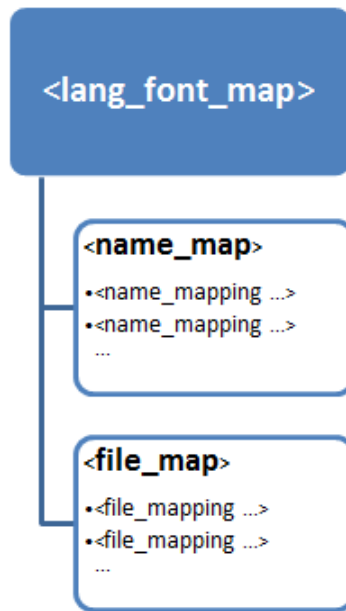 <lang_font_map>
<name_map>
•<name_mapping ...>
•<name_mapping ...>
...
<file_map>
•<file_mapping ...>
•<file_mapping ...>
...